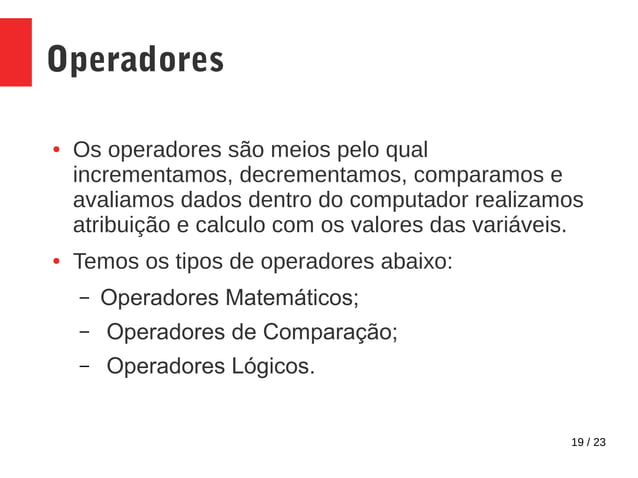 Operadores
● Os operadores são meios pelo qual
incrementamos, decrementamos, comparamos e
avaliamos dados dentro do computador realizamos
atribuição e calculo com os valores das variáveis.
● Temos os tipos de operadores abaixo:
– Operadores Matemáticos;
– Operadores de Comparação;
– Operadores Lógicos.
19 / 23